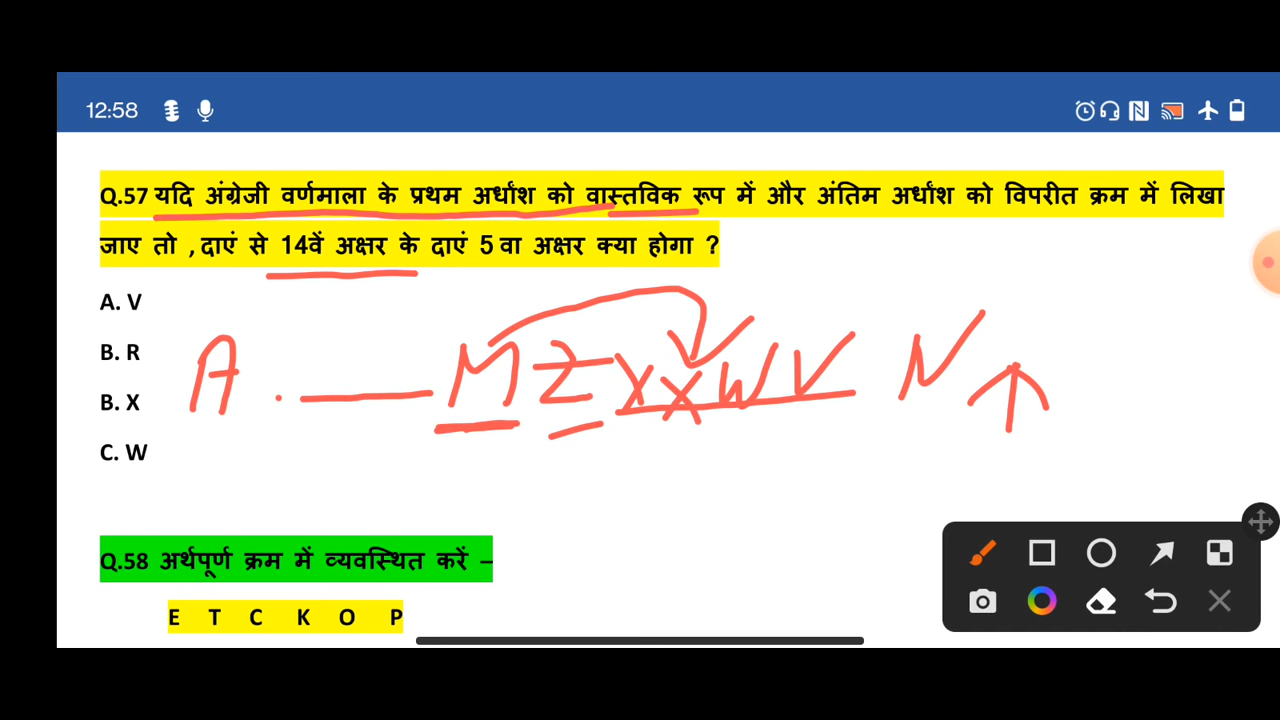 12:58
Q.57 यदि अंग्रेजी वर्णमाला के प्रथम अर्धांश को वास्तविक रूप में और अंतिम अर्धांश को विपरीत क्रम में लिखा
जाए तो , दाएं से 14वें अक्षर के दाएं 5 वा अक्षर क्या होगा ?
A. V
B. R
B. X
C. W
A . — M Z Y X W V N
Q.58 अर्थपूर्ण क्रम में व्यवस्थित करें –
E T C K O P